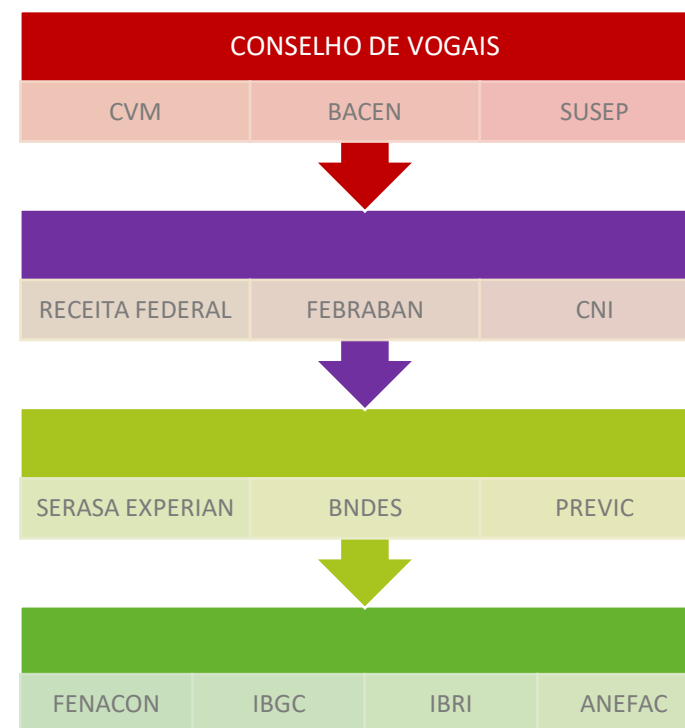 CONSELHO DE VOGAIS
CVM BACEN SUSEP
RECEITA FEDERAL FEBRABAN CNI
SERASA EXPERIAN BNDES PREVIC
FENACON IBGC IBRI ANEFAC